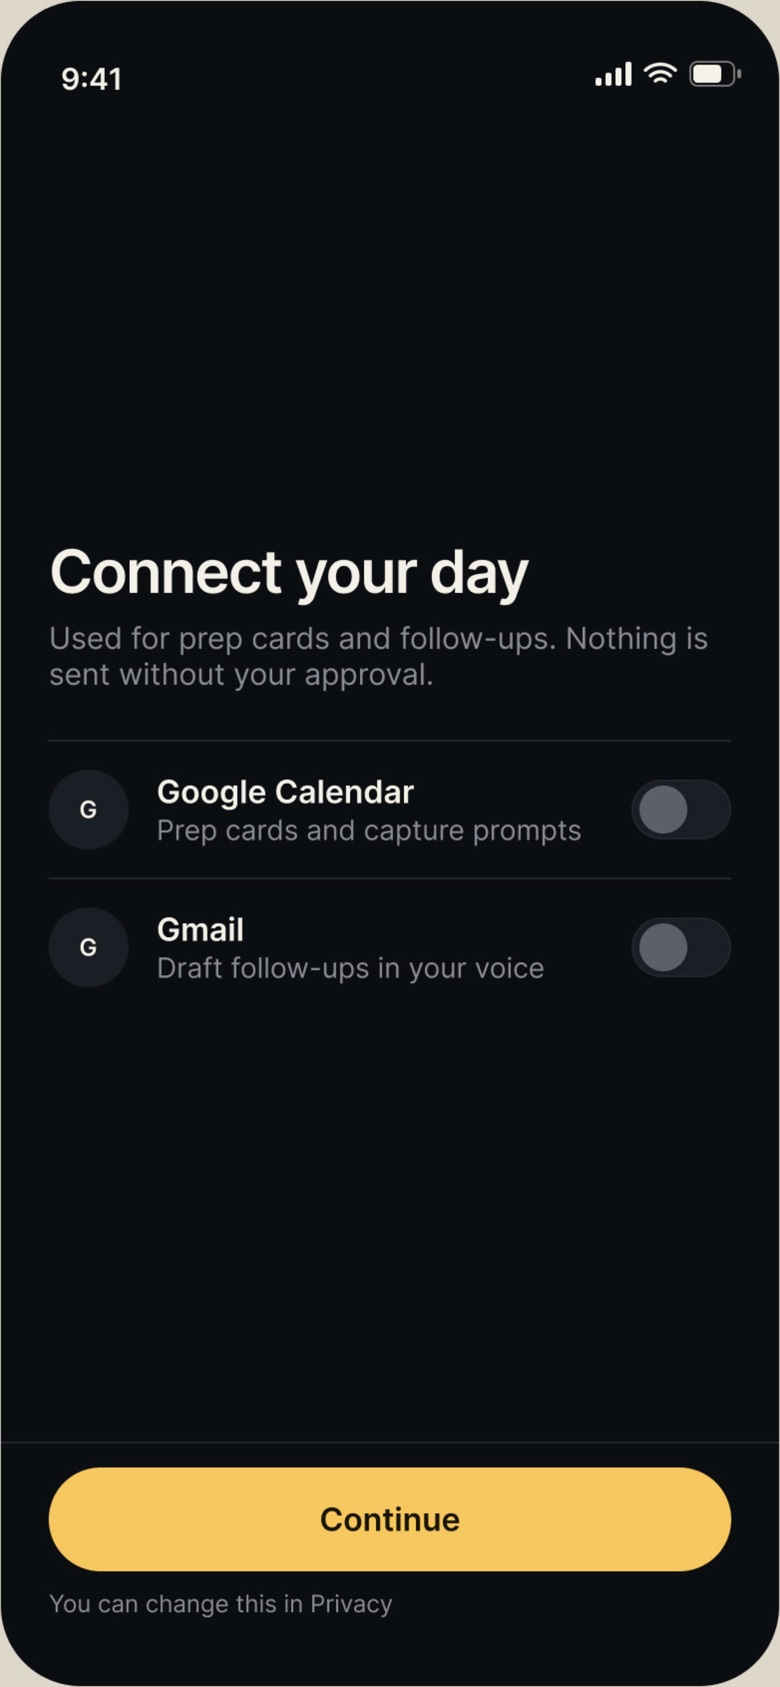 9:41
Connect your day
Used for prep cards and follow-ups. Nothing is
sent without your approval.
G
Google Calendar
Prep cards and capture prompts
G
Gmail
Draft follow-ups in your voice
Continue
You can change this in Privacy